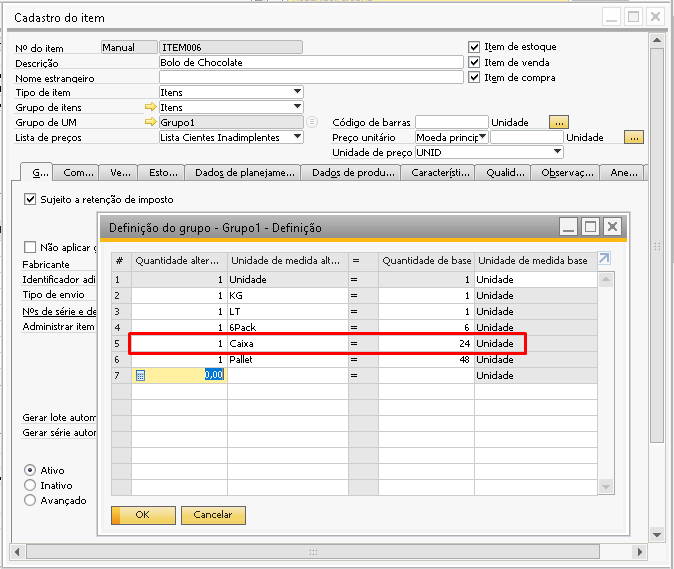 Cadastro do item
Nº do item Manual ITEM006 Item de estoque
Descrição Bolo de Chocolate Item de venda
Nome estrangeiro Item de compra
Tipo de item Itens
Grupo de itens Itens
Grupo de UM Grupo1 Código de barras Unidade ...
Lista de preços Lista Cientes Inadimplentes Preço unitário Moeda princip Unidade ...
Unidade de preço UNID
G... Com... Ve... Esto... Dados de planejame... Dados de produ... Característi... Qualid... Observaç... Ane...
Sujeito a retenção de imposto
Definição do grupo - Grupo1 - Definição
Não aplicar g
Fabricante
Identificador adi
Tipo de envio
Nºs de série e de
Administrar item
Gerar lote autom
Gerar série auton
Ativo
Inativo
Avançado
# Quantidade alter... Unidade de medida alt... = Quantidade de base Unidade de medida base
1 1 Unidade = 1 Unidade
2 1 KG = 1 Unidade
3 1 LT = 1 Unidade
4 1 6Pack = 6 Unidade
5 1 Caixa = 24 Unidade
6 1 Pallet = 48 Unidade
7 0,00 = Unidade
OK Cancelar